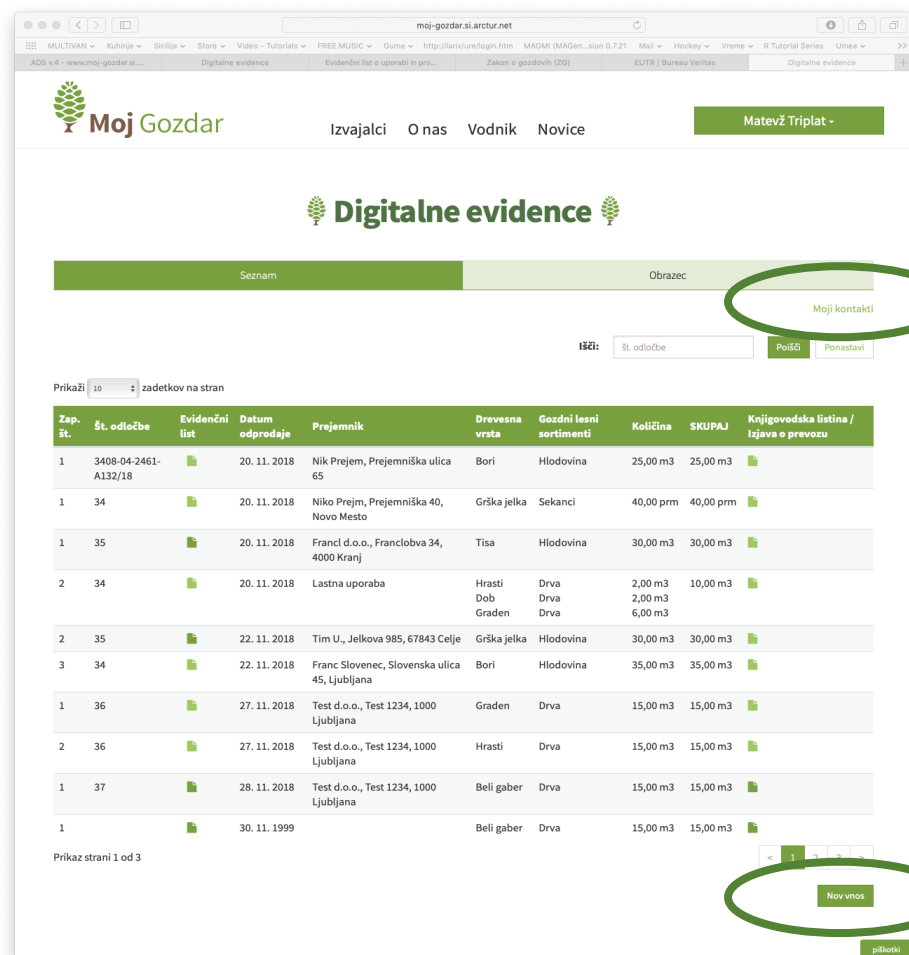 moj-gozdar.si.arctur.net
MULTIVAN Kuhinje Sicilija Store Video - Tutorials FREE MUSIC Gume http://larix/ure/login.htm MAGMI (MAGen...sion 0.7.21 Mail Hockey Vreme R Tutorial Series Umea >>
ADS v.4 - www.moj-gozdar.si.... Digitalne evidence Evidenčni list o uporabi in pro... Zakon o gozdovih (ZG) EUTR | Bureau Veritas Digitalne evidence +
Moj Gozdar Izvajalci O nas Vodnik Novice Matevž Triplat
Digitalne evidence
Seznam Obrazec
Moji kontakti
Išči: št. odločbe Poišči Ponastavi
Prikaži 10 zadetkov na stran
Zap. št. Št. odločbe Evidenčni list Datum odprodaje Prejemnik Drevesna vrsta Gozdni lesni sortimenti Količina SKUPAJ Knjigovodska listina / Izjava o prevozu
1 3408-04-2461-A132/18 20. 11. 2018 Nik Prejem, Prejemniška ulica 65 Bori Hlodovina 25,00 m3 25,00 m3
1 34 20. 11. 2018 Niko Prejm, Prejemniška 40, Novo Mesto Grška jelka Sekanci 40,00 prm 40,00 prm
1 35 20. 11. 2018 Francl d.o.o., Franclobva 34, 4000 Kranj Tisa Hlodovina 30,00 m3 30,00 m3
2 34 20. 11. 2018 Lastna uporaba Hrasti Drva 2,00 m3 10,00 m3
Dob Drva 2,00 m3
Graden Drva 6,00 m3
2 35 22. 11. 2018 Tim U., Jelkova 985, 67843 Celje Grška jelka Hlodovina 30,00 m3 30,00 m3
3 34 22. 11. 2018 Franc Slovenec, Slovenska ulica 45, Ljubljana Bori Hlodovina 35,00 m3 35,00 m3
1 36 27. 11. 2018 Test d.o.o., Test 1234, 1000 Ljubljana Graden Drva 15,00 m3 15,00 m3
2 36 27. 11. 2018 Test d.o.o., Test 1234, 1000 Ljubljana Hrasti Drva 15,00 m3 15,00 m3
1 37 28. 11. 2018 Test d.o.o., Test 1234, 1000 Ljubljana Beli gaber Drva 15,00 m3 15,00 m3
1 30. 11. 1999 Beli gaber Drva 15,00 m3 15,00 m3
Prikaz strani 1 od 3 < 1 2 3 >
Nov vnos
piškotki